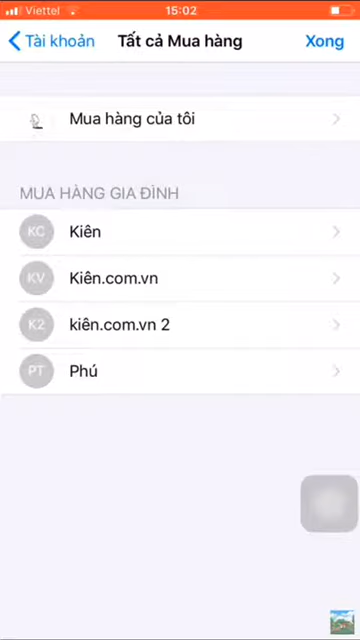 Viettel 15:02
Tài khoản Tất cả Mua hàng Xong
Mua hàng của tôi
MUA HÀNG GIA ĐÌNH
KC Kiên
KV Kiên.com.vn
K2 kiên.com.vn 2
PT Phú